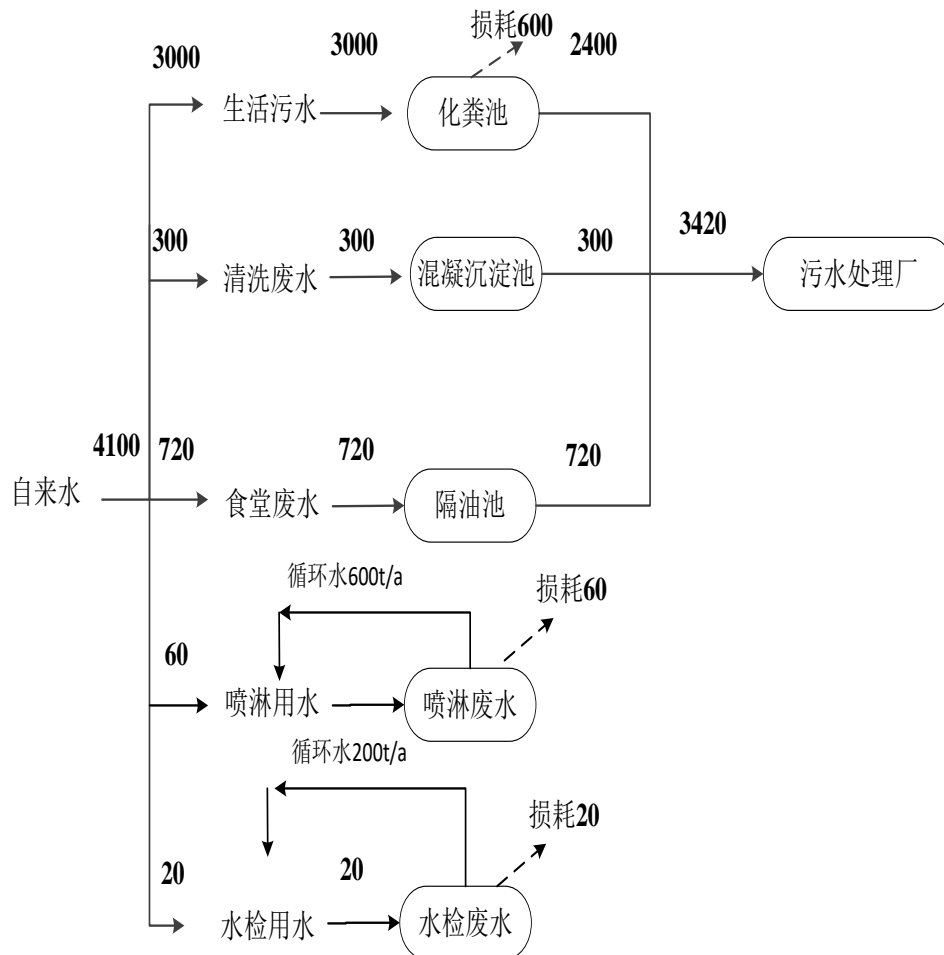 损耗600
3000
3000
2400
生活污水
化粪池
300
300
300
3420
清洗废水
混凝沉淀池
污水处理厂
4100
720
720
720
自来水
食堂废水
隔油池
循环水600t/a
损耗60
60
喷淋用水
喷淋废水
循环水200t/a
损耗20
20
20
水检用水
水检废水